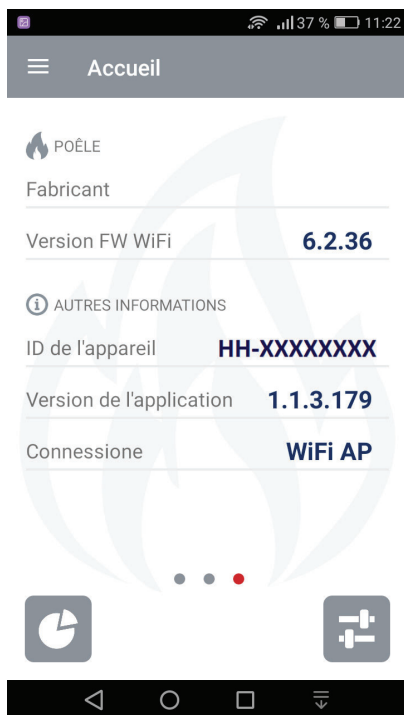 37 % 11:22
Accueil
POÊLE
Fabricant
Version FW WiFi 6.2.36
AUTRES INFORMATIONS
ID de l'appareil HH-XXXXXXXX
Version de l'application 1.1.3.179
Connessione WiFi AP